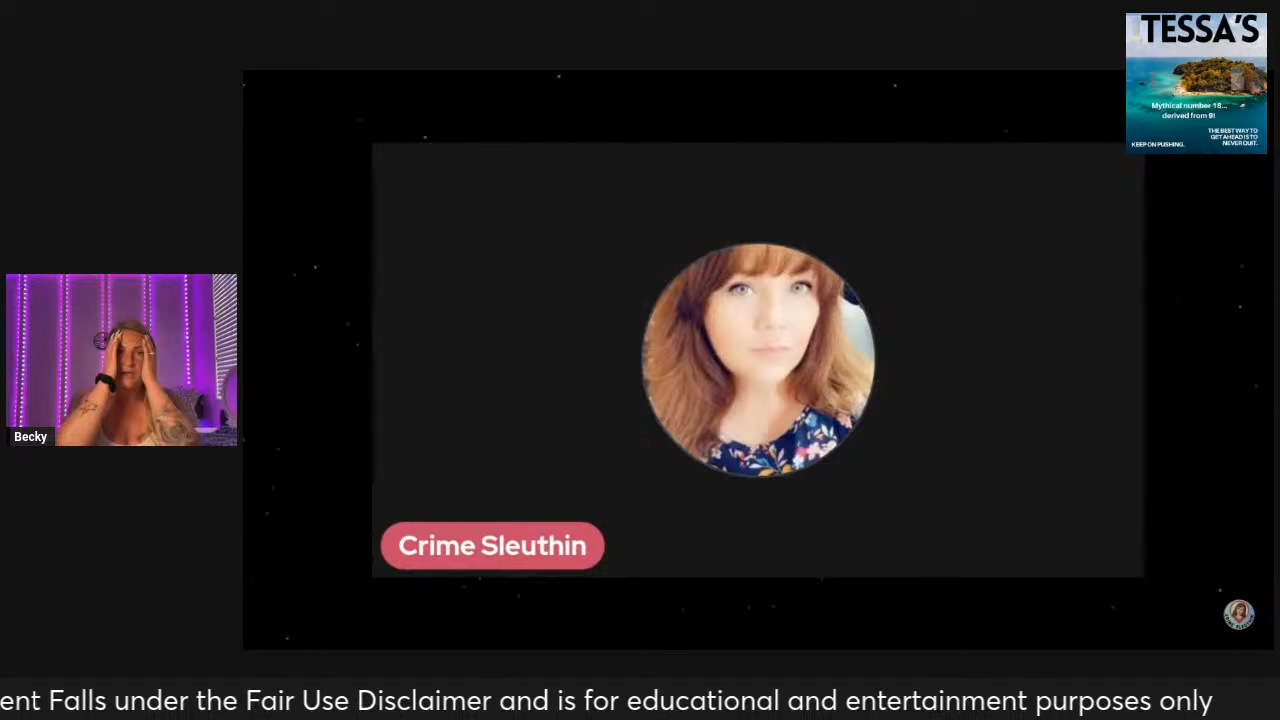 TESSA'S
Mythical number 18...
derived from 9!
THE BEST WAY TO
GET AHEAD IS TO
NEVER QUIT.
KEEP ON PUSHING.
Becky
Crime Sleuthin
ent Falls under the Fair Use Disclaimer and is for educational and entertainment purposes only